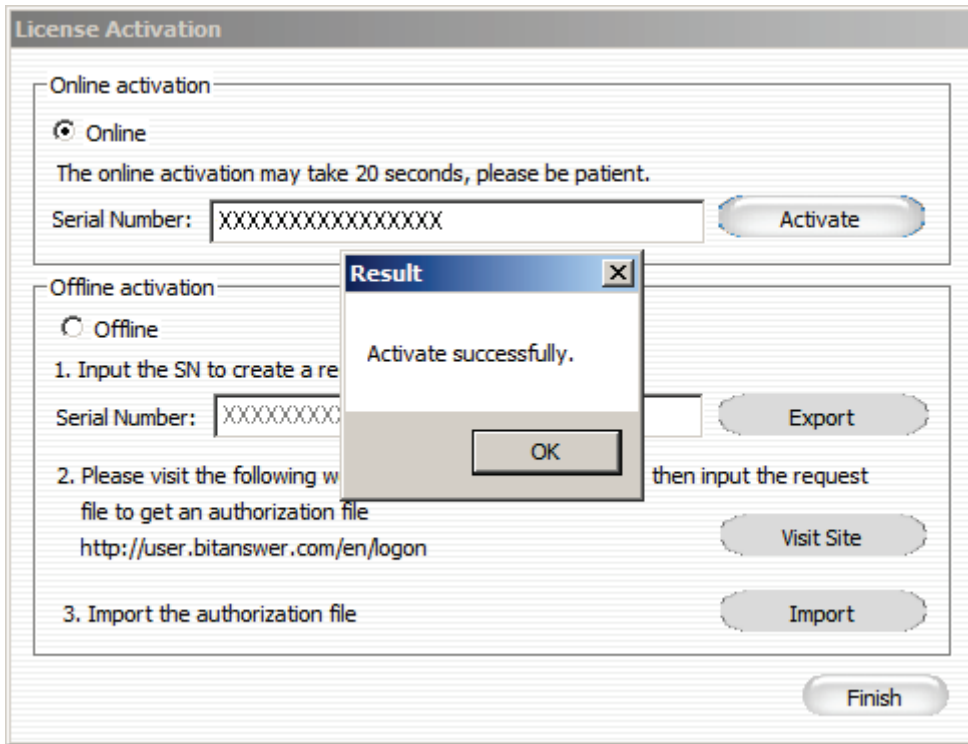 License Activation
Online activation
Online
The online activation may take 20 seconds, please be patient.
Serial Number: XXXXXXXXXXXXXXXX Activate
Result
Activate successfully.
OK
Offline activation
Offline
1. Input the SN to create a re
Serial Number: XXXXXXXXX Export
2. Please visit the following w then input the request
file to get an authorization file
http://user.bitanswer.com/en/logon
Visit Site
3. Import the authorization file Import
Finish